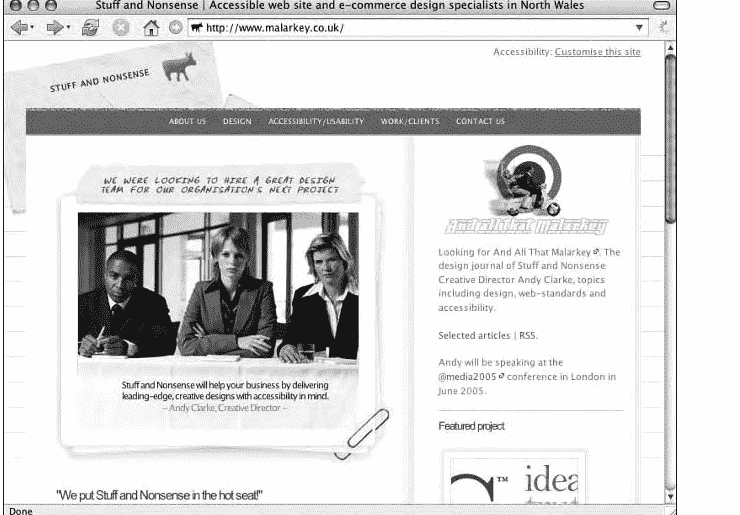 Stuff and Nonsense | Accessible web site and e-commerce design specialists in North Wales
http://www.malarkey.co.uk/
Accessibility: Customise this site
STUFF AND NONSENSE
ABOUT US DESIGN ACCESSIBILITY/USABILITY WORK/CLIENTS CONTACT US
WE WERE LOOKING TO HIRE A GREAT DESIGN
TEAM FOR OUR ORGANISATION'S NEXT PROJECT
Stuff and Nonsense will help your business by delivering
leading-edge, creative designs with accessibility in mind.
– Andy Clarke, Creative Director –
"We put Stuff and Nonsense in the hot seat!"
And all that Malarkey
Looking for And All That Malarkey. The
design journal of Stuff and Nonsense
Creative Director Andy Clarke, topics
including design, web-standards and
accessibility.
Selected articles | RSS.
Andy will be speaking at the
@media2005 conference in London in
June 2005.
Featured project
TM idea
Done